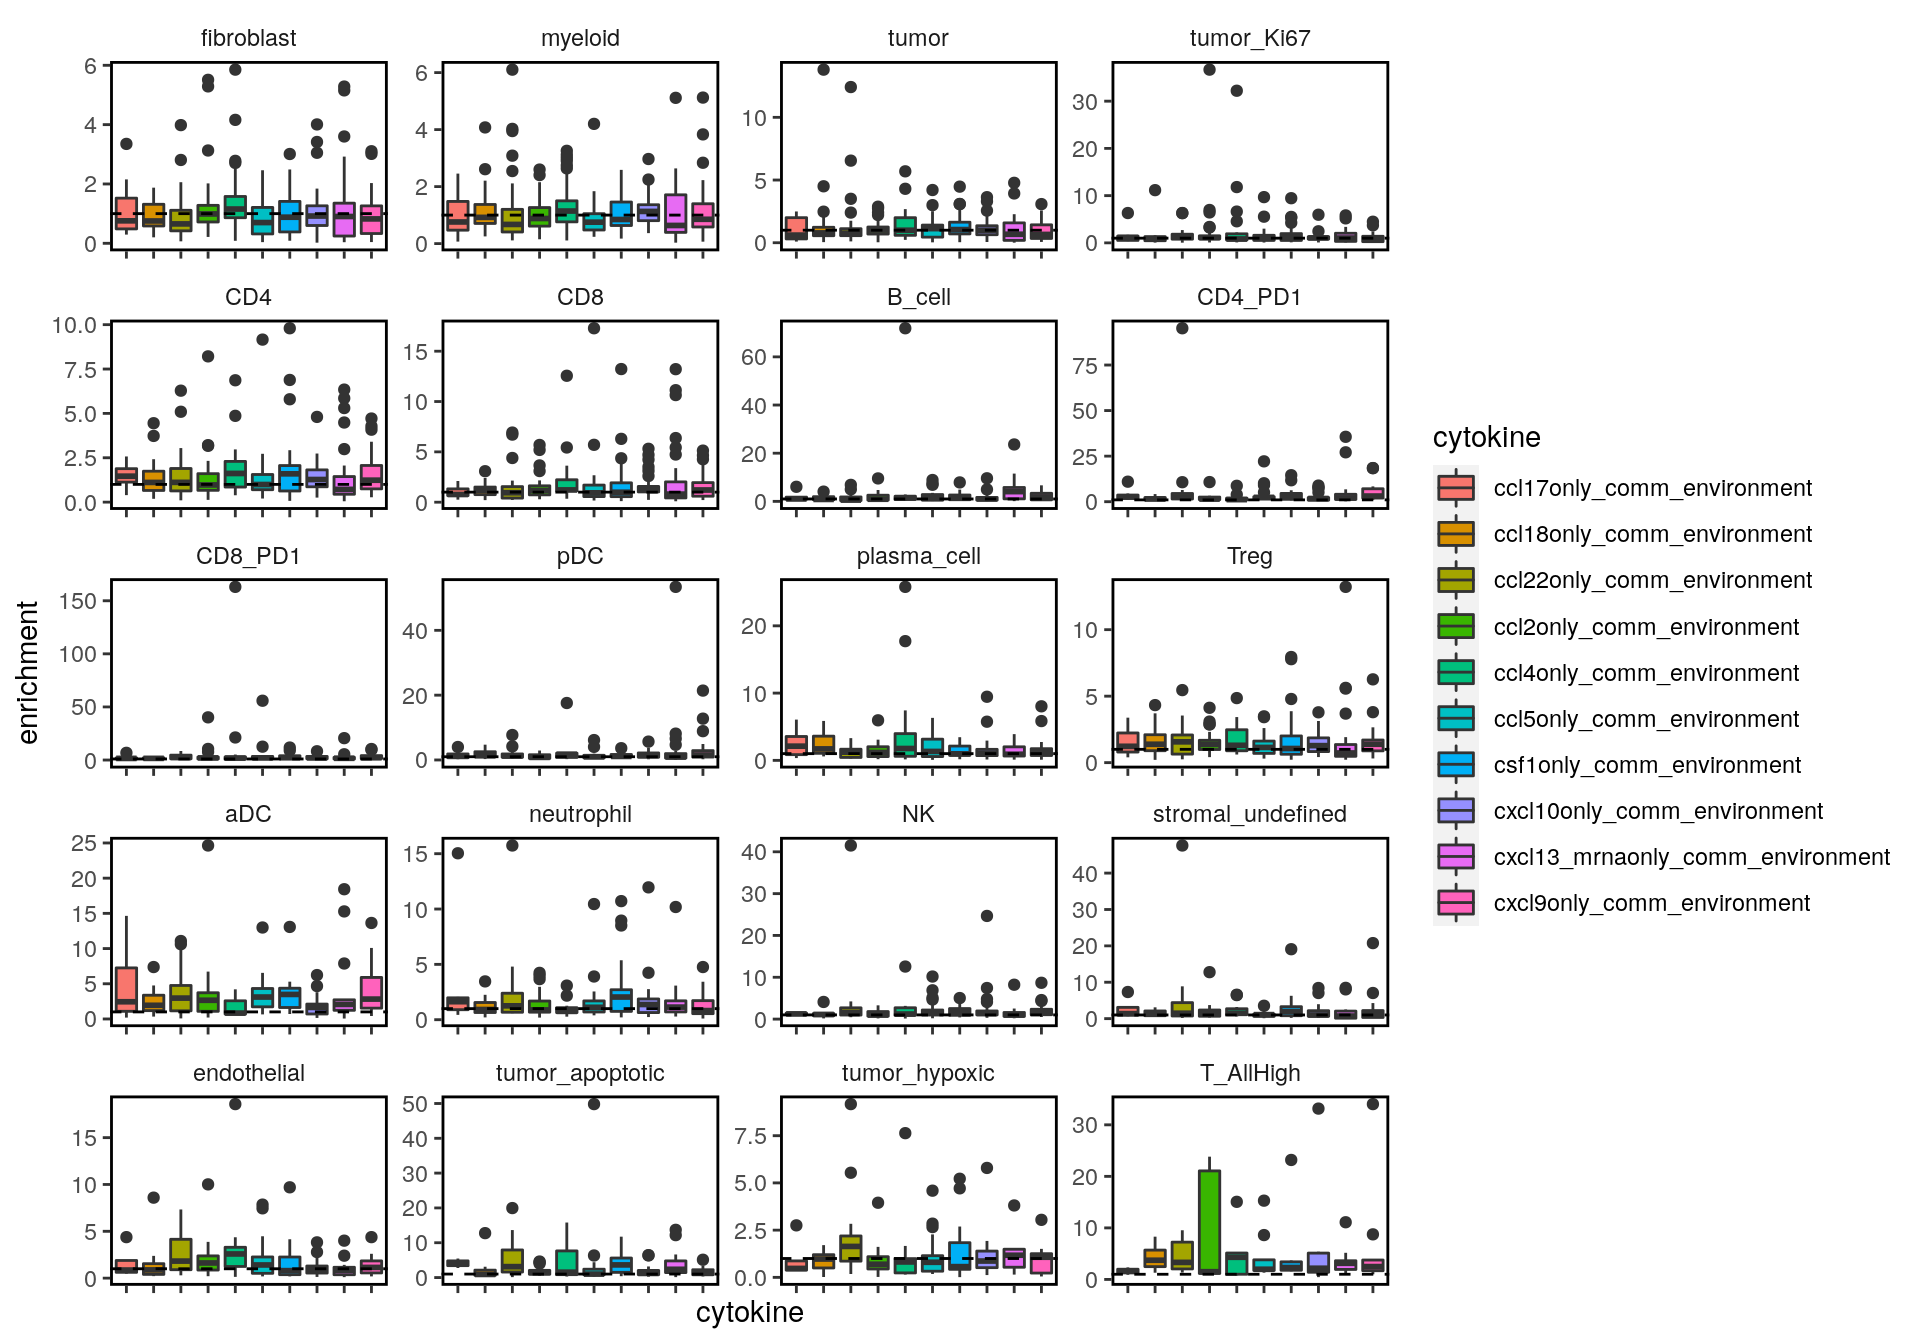 fibroblast
myeloid
tumor
tumor_Ki67
6
4
2
0
6
4
2
0
10
5
0
30
20
10
0
CD4
CD8
B_cell
CD4_PD1
10.0
7.5
5.0
2.5
0.0
15
10
5
0
60
40
20
0
75
50
25
0
CD8_PD1
pDC
plasma_cell
Treg
150
100
50
0
40
20
0
20
10
0
10
5
0
aDC
neutrophil
NK
stromal_undefined
25
20
15
10
5
0
15
10
5
0
40
30
20
10
0
40
30
20
10
0
endothelial
tumor_apoptotic
tumor_hypoxic
T_AllHigh
15
10
5
0
50
40
30
20
10
0
7.5
5.0
2.5
0.0
30
20
10
0
enrichment
cytokine
cytokine
ccl17only_comm_environment
ccl18only_comm_environment
ccl22only_comm_environment
ccl2only_comm_environment
ccl4only_comm_environment
ccl5only_comm_environment
csf1only_comm_environment
cxcl10only_comm_environment
cxcl13_mrnaonly_comm_environment
cxcl9only_comm_environment